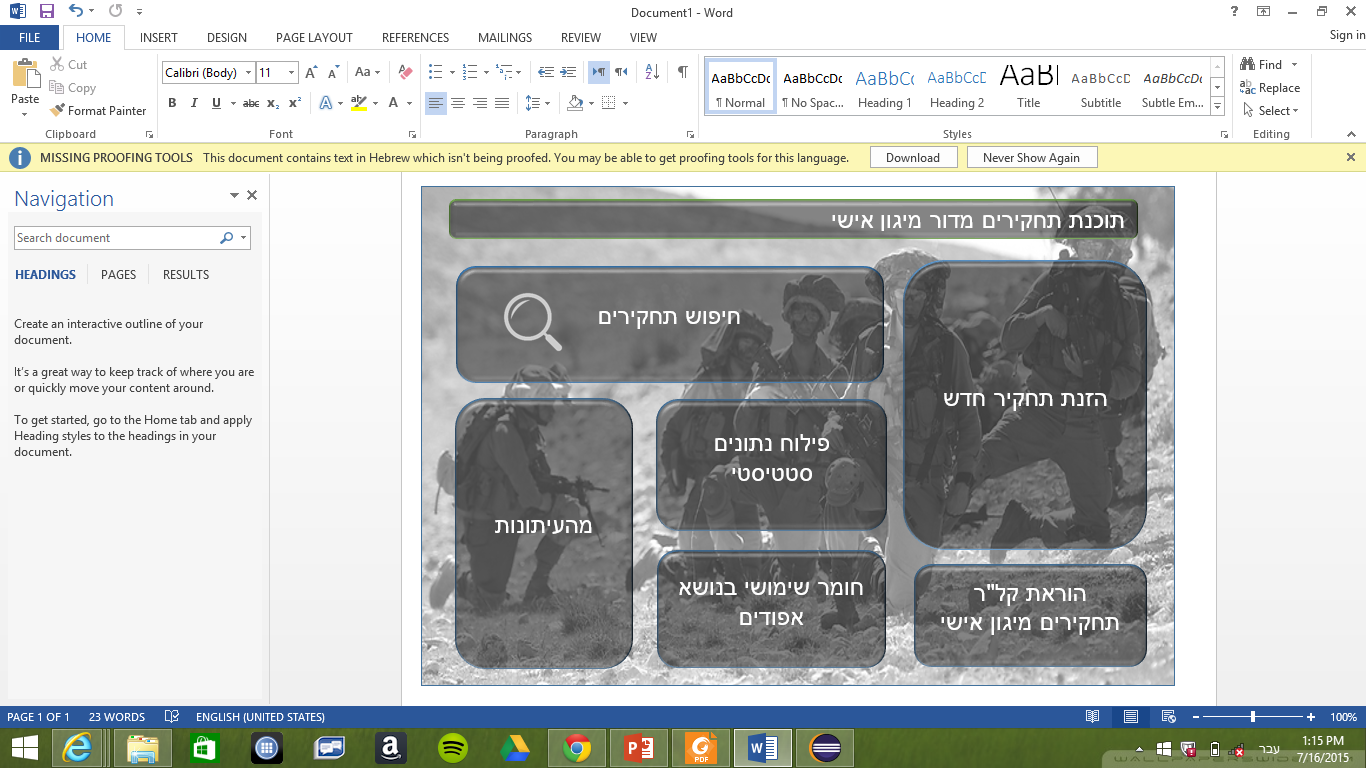 Document1 - Word
FILE
HOME
INSERT
DESIGN
PAGE LAYOUT
REFERENCES
MAILINGS
REVIEW
VIEW
Sign in
Paste
Cut
Copy
Format Painter
Clipboard
Calibri (Body)
11
Font
Paragraph
AaBbCcDc
¶ Normal
AaBbCcDc
¶ No Spac...
AaBbCc
Heading 1
AaBbCcD
Heading 2
AaBl
Title
AaBbCcD
Subtitle
AaBbCcDc
Subtle Em...
Styles
Find
Replace
Select
Editing
MISSING PROOFING TOOLS This document contains text in Hebrew which isn't being proofed. You may be able to get proofing tools for this language.
Download
Never Show Again
Navigation
Search document
HEADINGS
PAGES
RESULTS
Create an interactive outline of your
document.
It's a great way to keep track of where you are
or quickly move your content around.
To get started, go to the Home tab and apply
Heading styles to the headings in your
document.
תוכנת תחקירים מדור מיגון אישי
חיפוש תחקירים
הזנת תחקיר חדש
פילוח נתונים
סטטיסטי
מהעיתונות
חומר שימושי בנושא
אפודים
הוראת קל"ר
תחקירים מיגון אישי
PAGE 1 OF 1
23 WORDS
ENGLISH (UNITED STATES)
100%
עבר
1:15 PM
7/16/2015